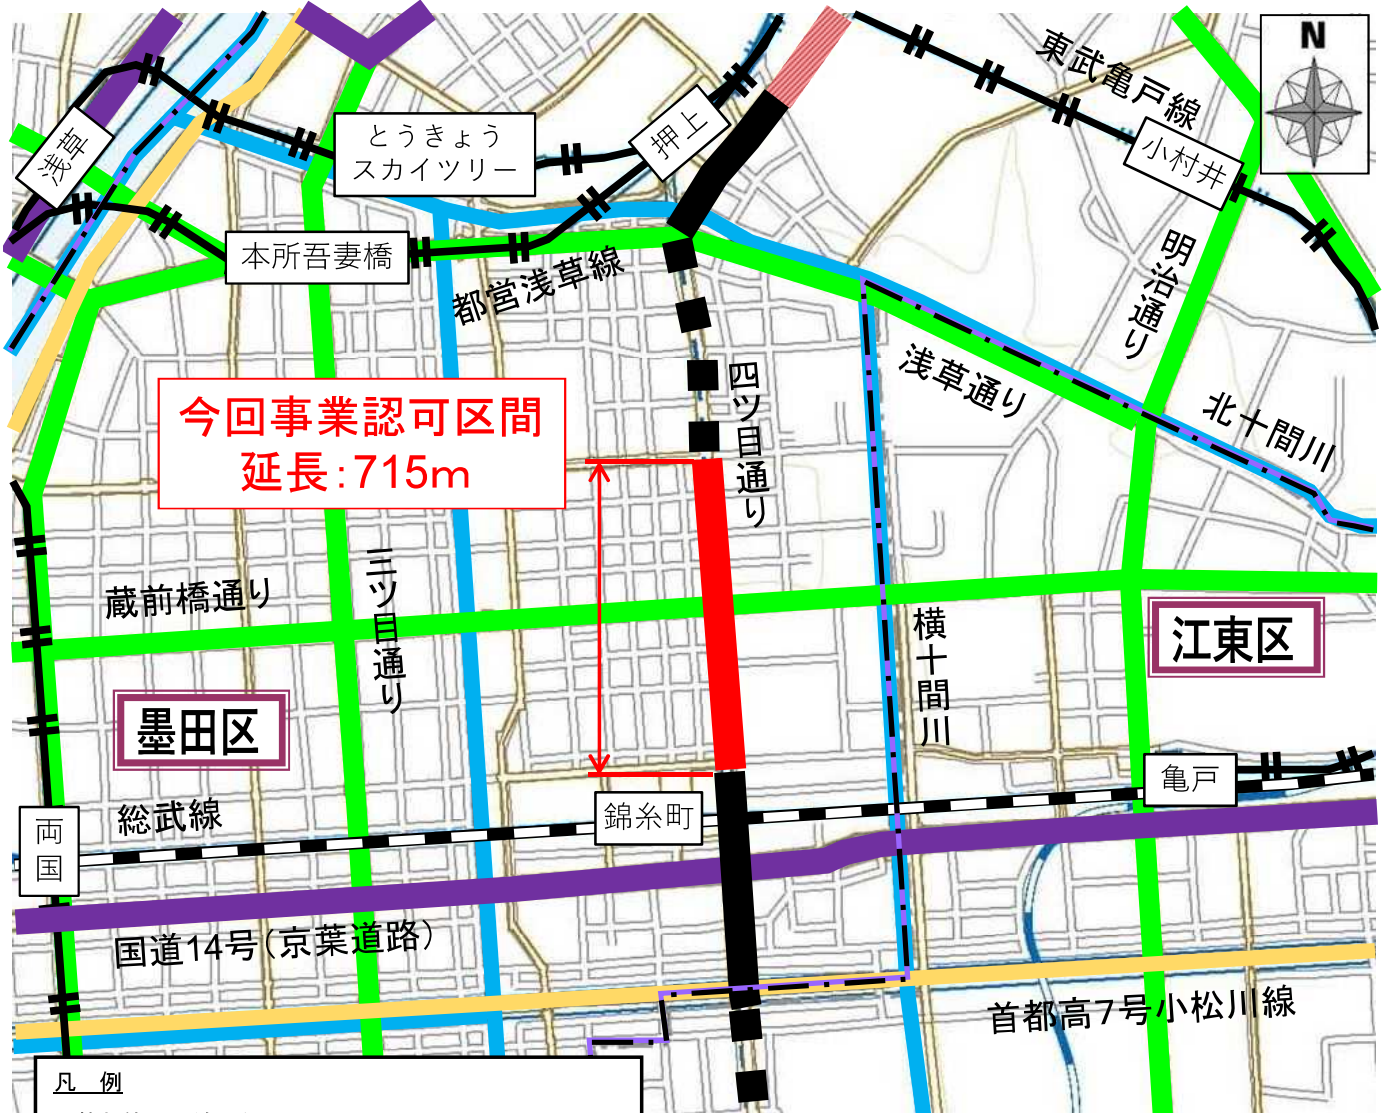 N
東武亀戸線
とうきょう
スカイツリー
押上
浅草
小村井
本所吾妻橋
都営浅草線
明治通り
浅草通り
四ツ目通り
北十間川
今回事業認可区間
延長：715m
蔵前橋通り
三ツ目通り
横十間川
江東区
墨田区
亀戸
総武線
錦糸町
両国
国道14号（京葉道路）
首都高7号小松川線
凡　例